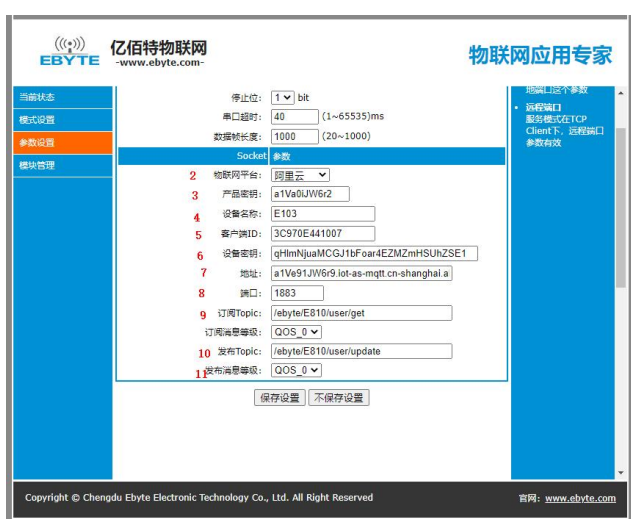 EBYTE
亿佰特物联网
-www.ebyte.com-
物联网应用专家
当前状态
模式设置
参数设置
模块管理
停止位: 1 bit
串口超时: 40 (1~65535)ms
数据帧长度: 1000 (20~1000)
Socket 参数
2 物联网平台: 阿里云
3 产品密钥: a1Va0iJW6r2
4 设备名称: E103
5 客户端ID: 3C970E441007
6 设备密钥: qHlmNjuaMCGJ1bFoar4EZMZmHSUhZSE1
7 地址: a1Ve91JW6r9.iot-as-mqtt.cn-shanghai.a
8 端口: 1883
9 订阅Topic: /ebyte/E810/user/get
订阅消息等级: QOS_0
10 发布Topic: /ebyte/E810/user/update
11 发布消息等级: QOS_0
保存设置 不保存设置
地端口这个参数
· 远程端口
服务模式在TCP
Client下，远程端口
参数有效
Copyright © Chengdu Ebyte Electronic Technology Co., Ltd. All Right Reserved
官网: www.ebyte.com